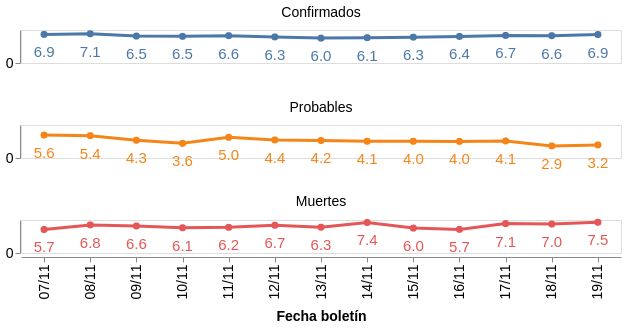 Confirmados
0
6.9 7.1 6.5 6.5 6.6 6.3 6.0 6.1 6.3 6.4 6.7 6.6 6.9
Probables
0
5.6 5.4 4.3 3.6 5.0 4.4 4.2 4.1 4.0 4.0 4.1 2.9 3.2
Muertes
0
5.7 6.8 6.6 6.1 6.2 6.7 6.3 7.4 6.0 5.7 7.1 7.0 7.5
07/11 08/11 09/11 10/11 11/11 12/11 13/11 14/11 15/11 16/11 17/11 18/11 19/11
Fecha boletín